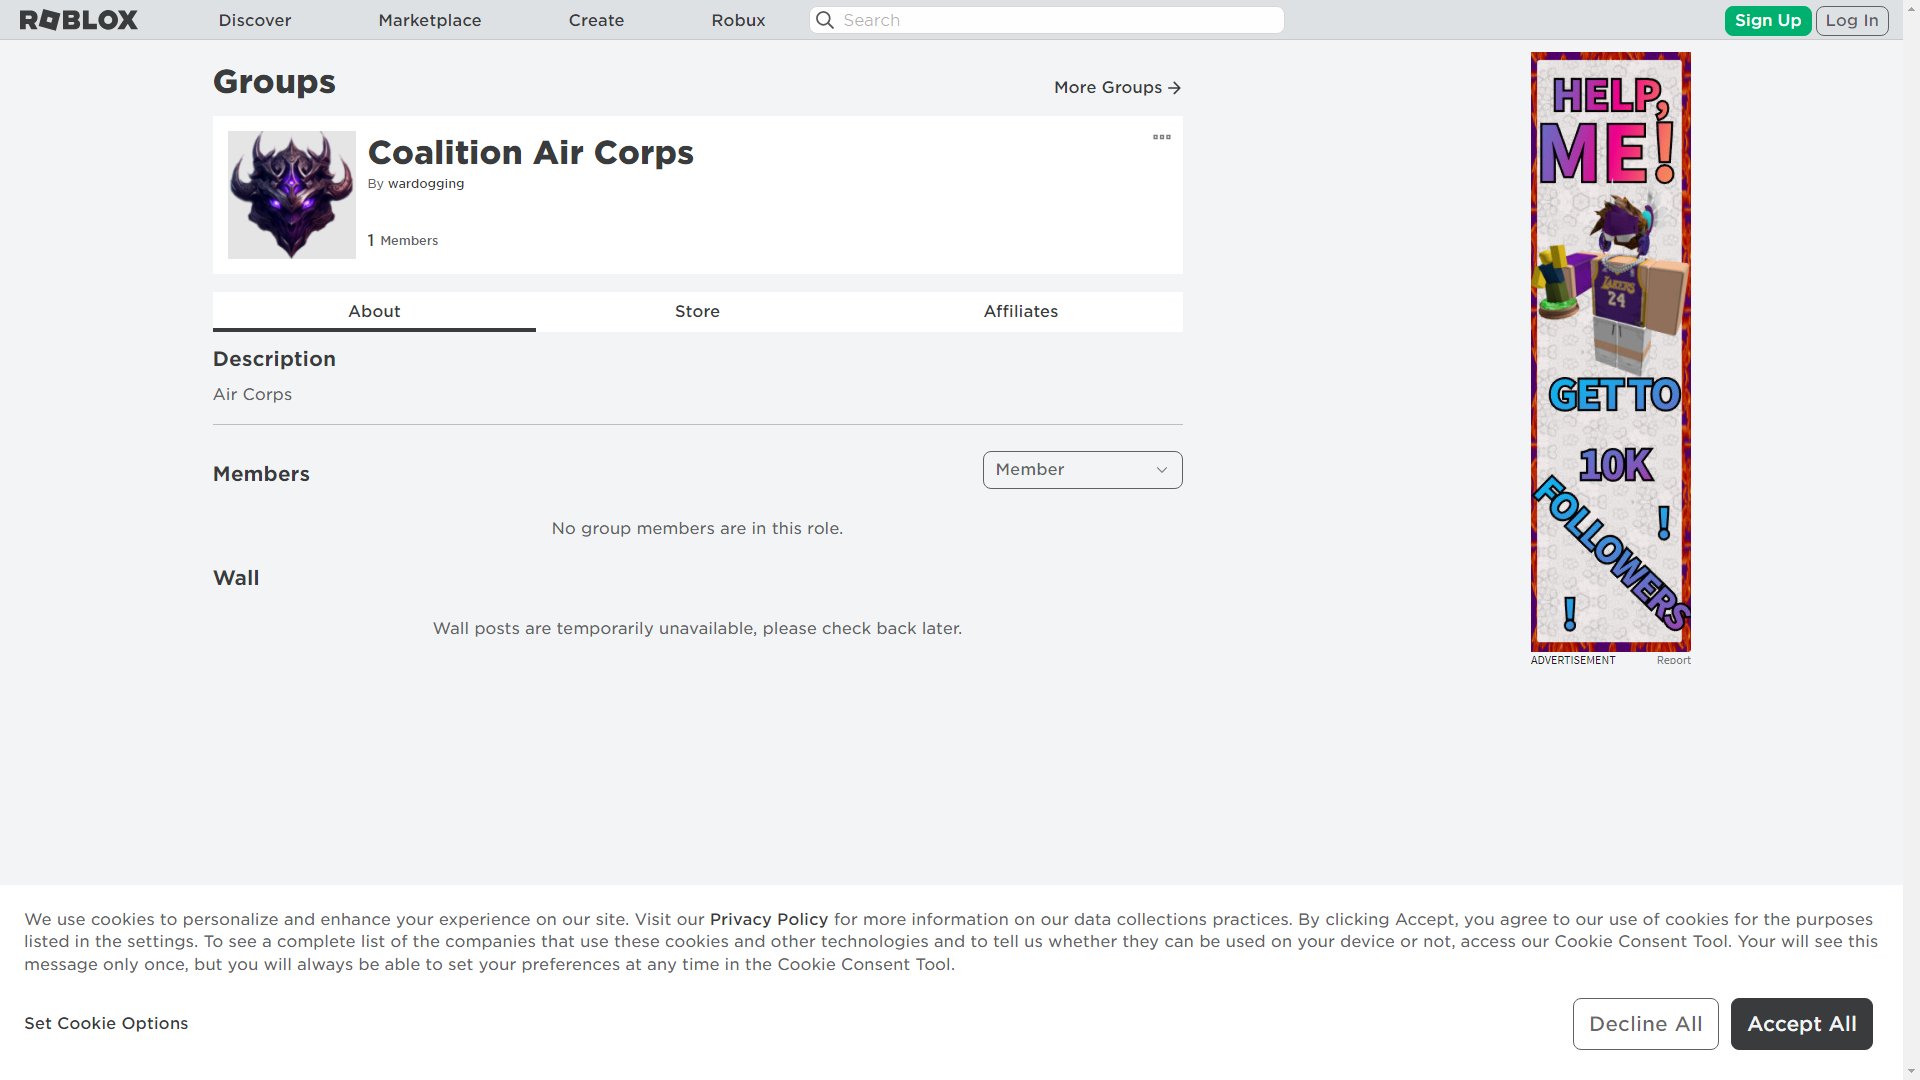 ROBLOX
Discover
Marketplace
Create
Robux
Search
Sign Up
Log In
Groups
More Groups
Coalition Air Corps
By wardogging
1 Members
About
Store
Affiliates
Description
Air Corps
Members
Member
No group members are in this role.
Wall
Wall posts are temporarily unavailable, please check back later.
HELP,
ME!
LAKERS
24
GET TO
10K
FOLLOWERS
!
!
ADVERTISEMENT
Report
We use cookies to personalize and enhance your experience on our site. Visit our Privacy Policy for more information on our data collections practices. By clicking Accept, you agree to our use of cookies for the purposes
listed in the settings. To see a complete list of the companies that use these cookies and other technologies and to tell us whether they can be used on your device or not, access our Cookie Consent Tool. Your will see this
message only once, but you will always be able to set your preferences at any time in the Cookie Consent Tool.
Set Cookie Options
Decline All
Accept All